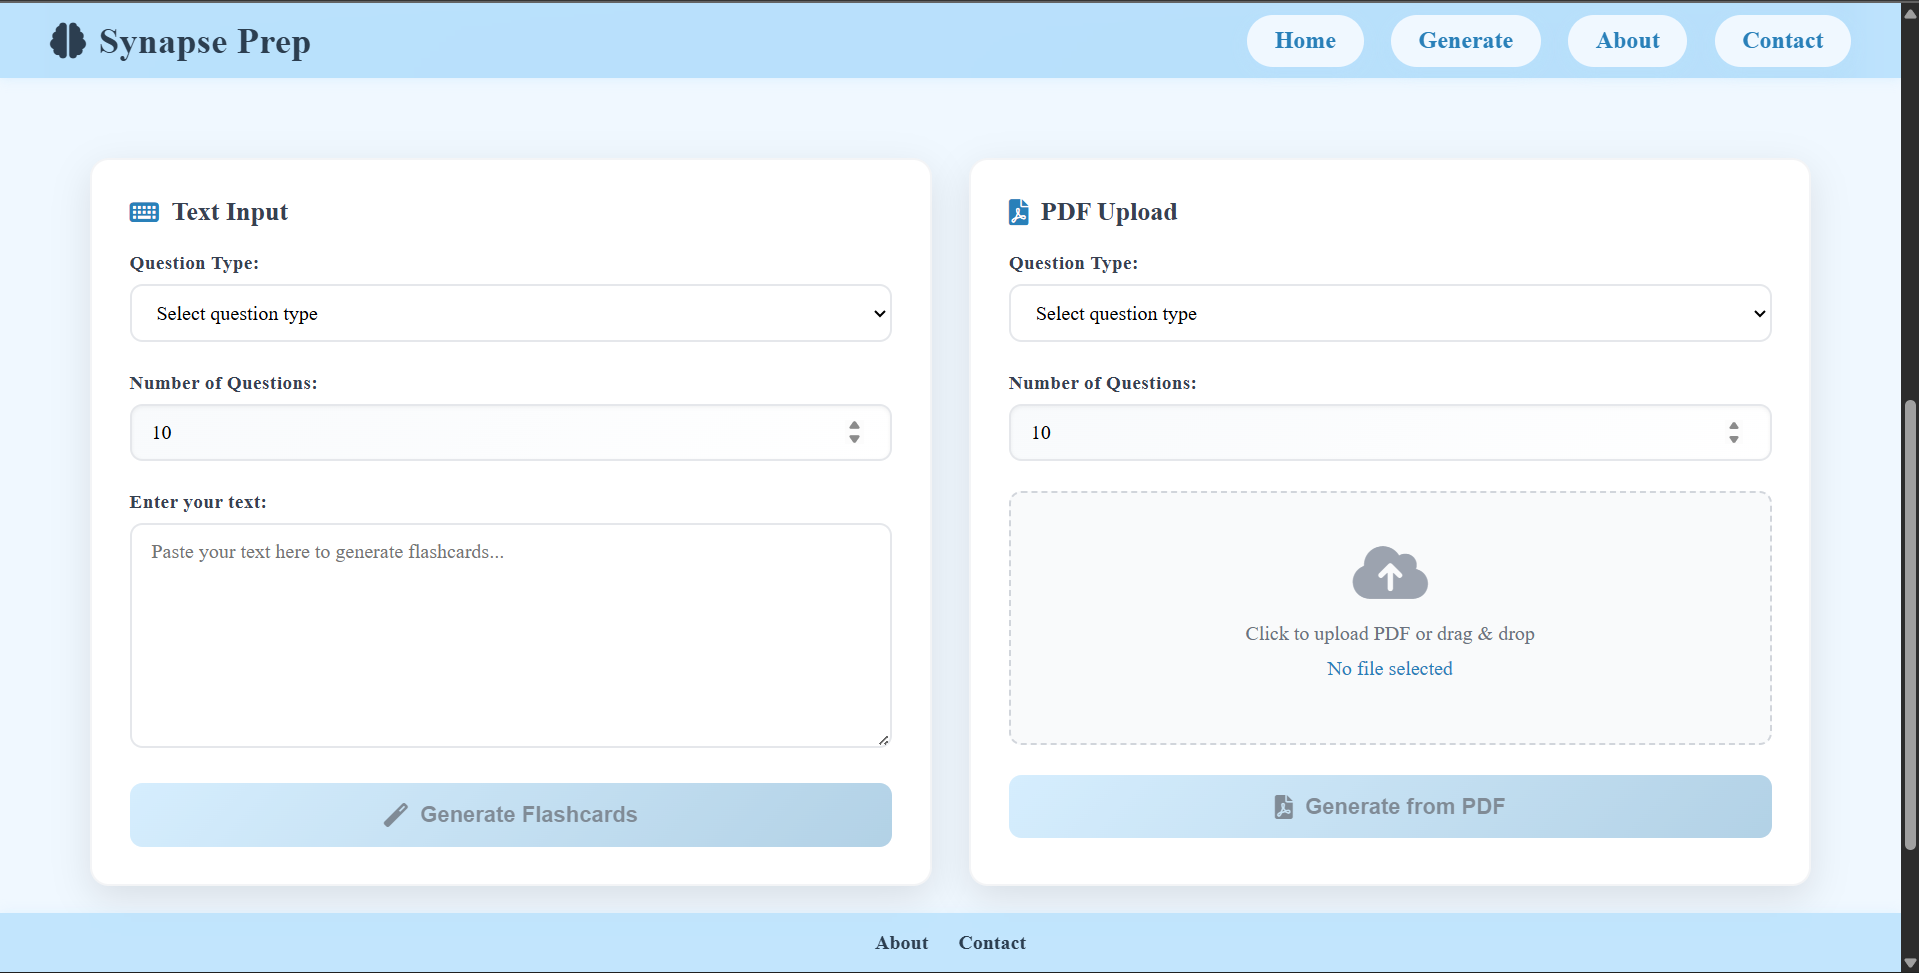 Synapse Prep
Home
Generate
About
Contact
Text Input
Question Type:
Select question type
Number of Questions:
10
Enter your text:
Paste your text here to generate flashcards...
Generate Flashcards
PDF Upload
Question Type:
Select question type
Number of Questions:
10
Click to upload PDF or drag & drop
No file selected
Generate from PDF
About
Contact